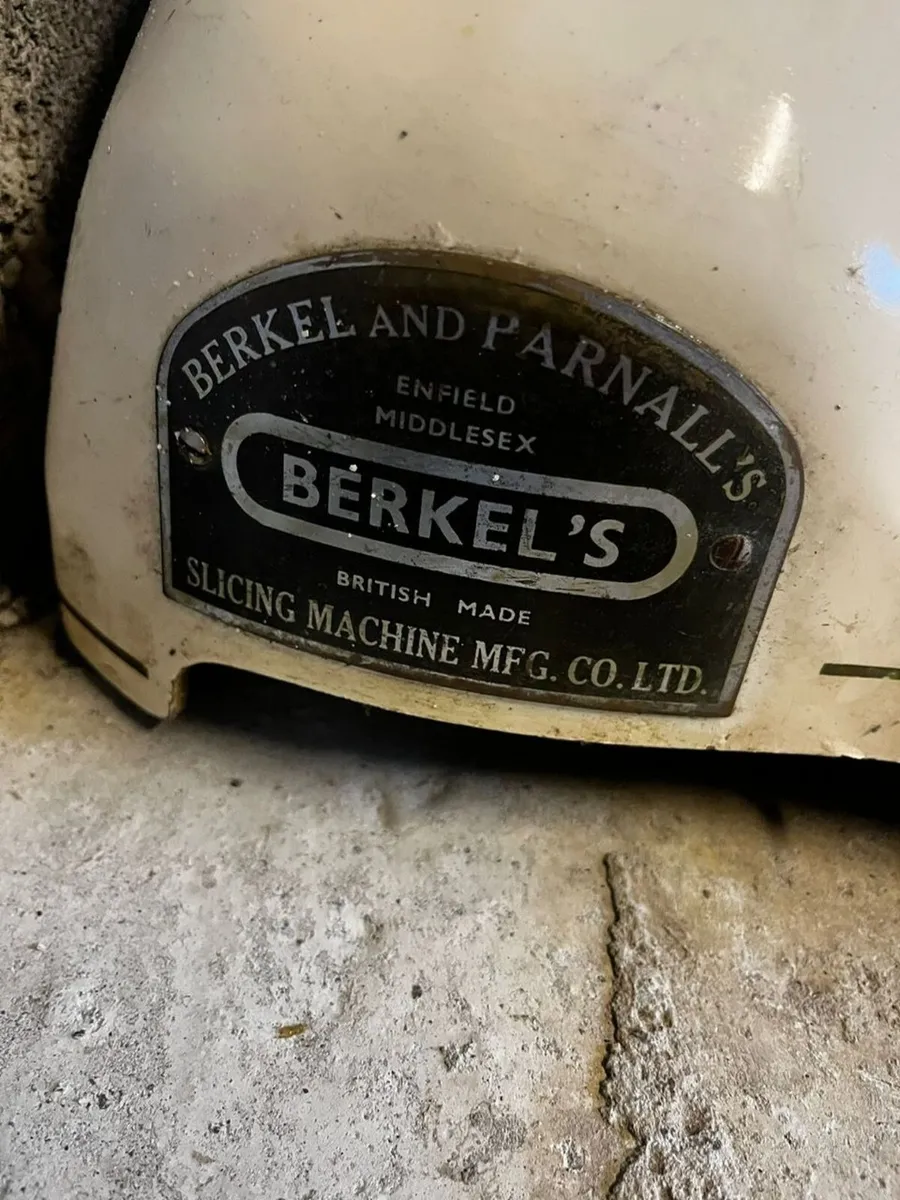 BERKEL AND PARNALL'S
ENFIELD
MIDDLESEX
BERKEL'S
BRITISH MADE
SLICING MACHINE MFG. CO. LTD.